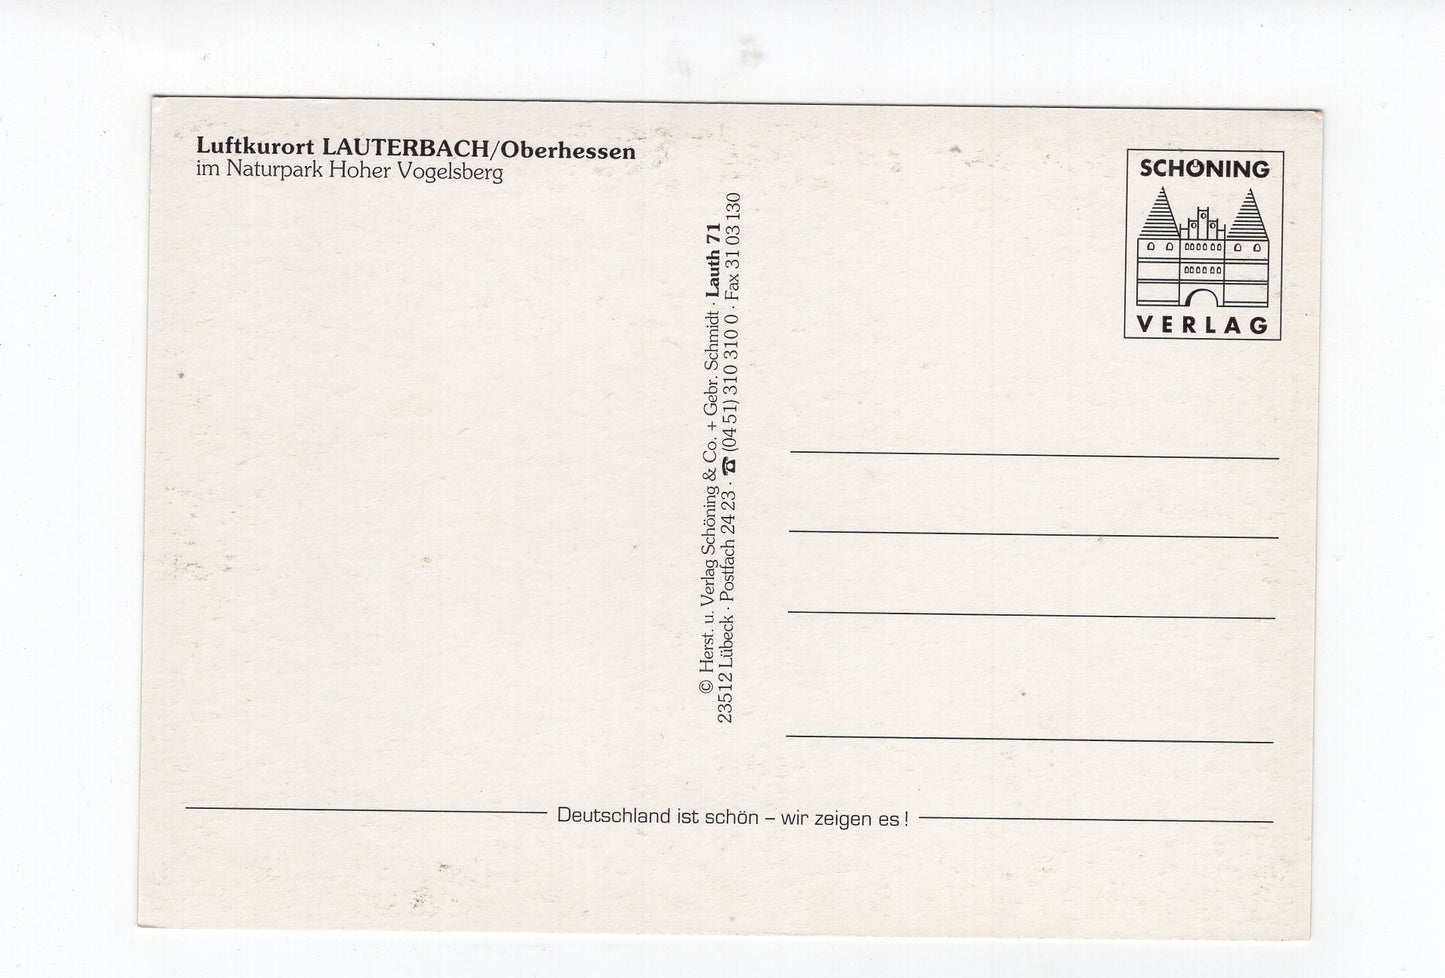 Luftkurort LAUTERBACH/Oberhessen
im Naturpark Hoher Vogelsberg
© Herst. u. Verlag Schöning & Co. + Gebr. Schmidt · Lauth 71
23512 Lübeck · Postfach 24 23 · ☎ (04 51) 310 310 0 · Fax 31 03 130
SCHÖNING
VERLAG
Deutschland ist schön – wir zeigen es !